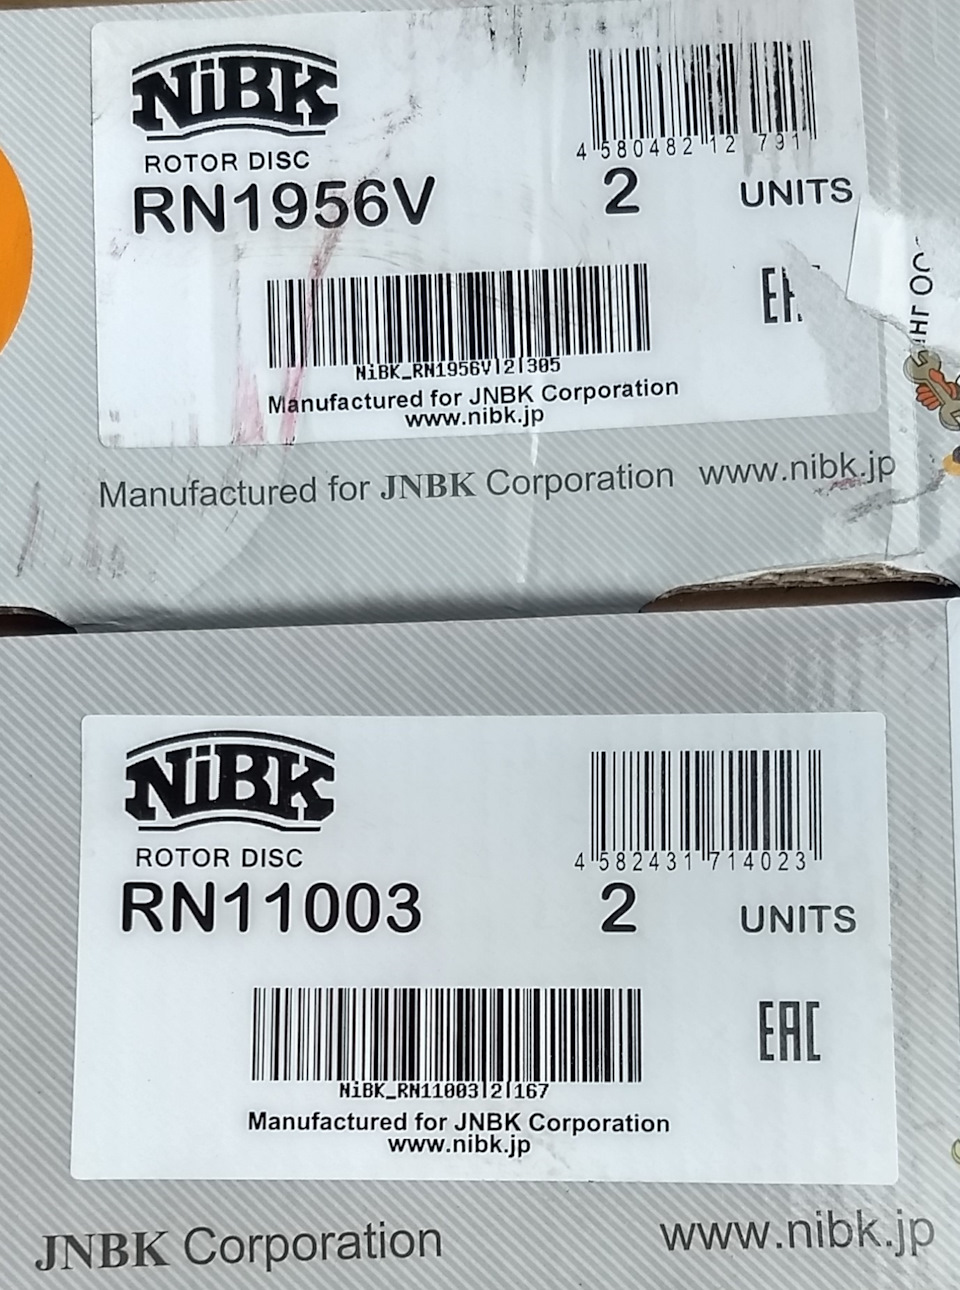 NiBK
ROTOR DISC
RN1956V
4 580482 12 791
2 UNITS
NiBK_RN1956V|2|305
Manufactured for JNBK Corporation
www.nibk.jp
Manufactured for JNBK Corporation www.nibk.jp
NiBK
ROTOR DISC
RN11003
4 582431 714023
2 UNITS
EAC
NiBK_RN11003|2|167
Manufactured for JNBK Corporation
www.nibk.jp
JNBK Corporation www.nibk.jp